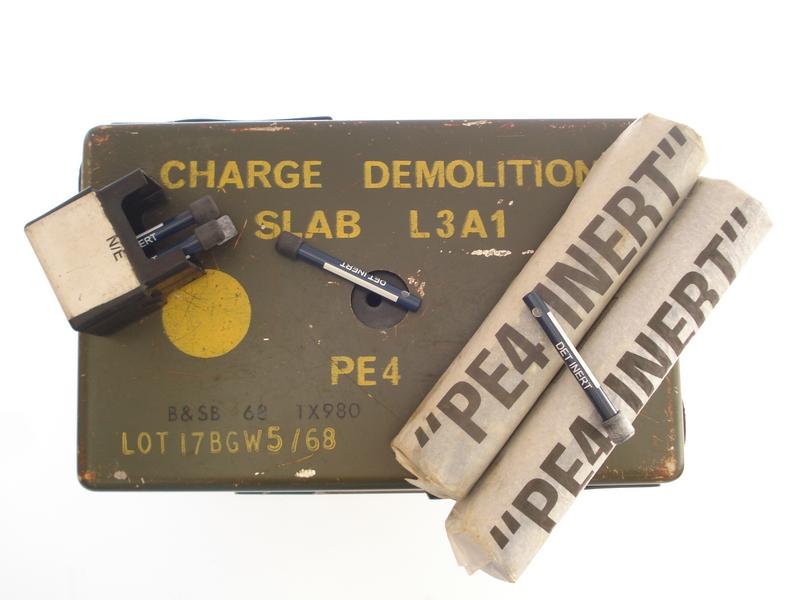 CHARGE DEMOLITION
SLAB L3A1
PE4
B&SB 68 TX980
LOT 17BGW5/68
N/E
ERT
DET INERT
"PE4 INERT"
DET INERT
"PE4 INERT"